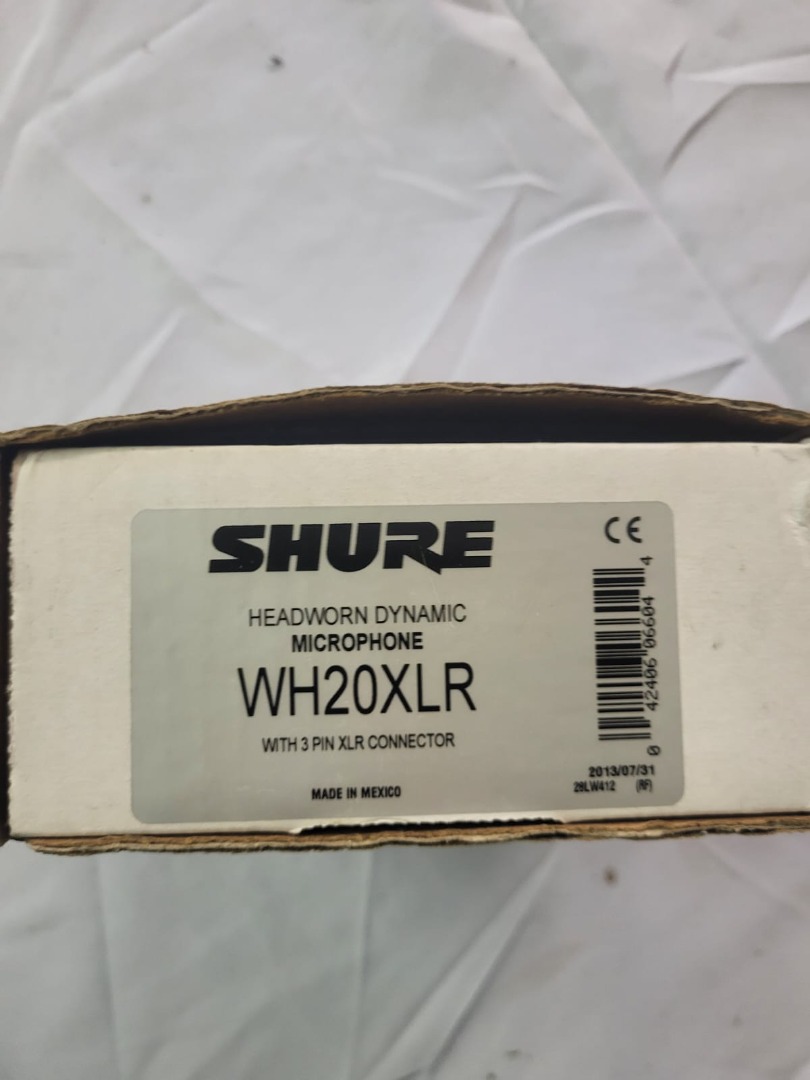 SHURE
CE
HEADWORN DYNAMIC
MICROPHONE
WH20XLR
WITH 3 PIN XLR CONNECTOR
MADE IN MEXICO
0 42406 06604 4
2013/07/31
28LW412 (RF)